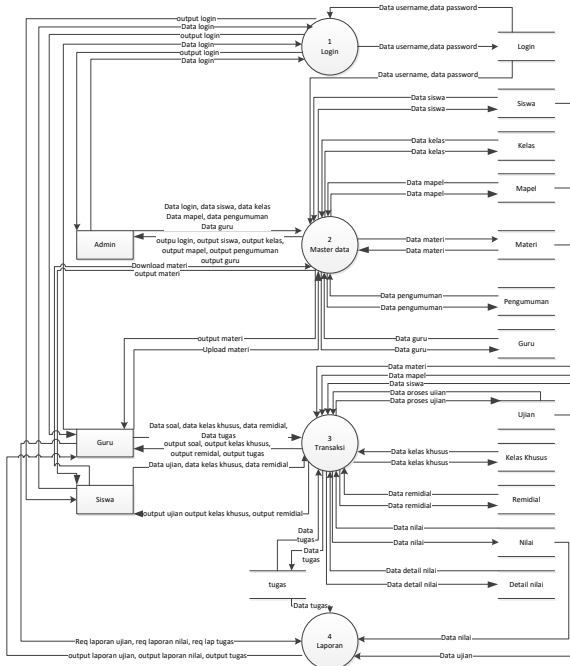 output login
Data login
output login
Data login
output login
Data login
1
Login
Data username,data password
Data username,data password
Data username, data password
Login
Data siswa
Data siswa
Siswa
Data kelas
Data kelas
Kelas
Data mapel
Data mapel
Mapel
Data login, data siswa, data kelas
Data mapel, data pengumuman
Data guru
Admin
outpu login, output siswa, output kelas,
output mapel, output pengumuman
output guru
2
Master data
Data materi
Data materi
Materi
Download materi
output materi
Data pengumuman
Data pengumuman
Pengumuman
output materi
Upload materi
Data guru
Data guru
Guru
Data materi
Data mapel
Data siswa
Data proses uiian
Data proses ujian
Ujian
Guru
Data soal, data kelas khusus, data remidial,
Data tugas
output soal, output kelas khusus,
output remidal, output tugas
Data ujian, data kelas khusus, data remidial
3
Transaksi
Data kelas khusus
Data kelas khusus
Kelas Khusus
Siswa
output ujian output kelas khusus, output remidial
Data remidial
Data remidial
Remidial
Data nilai
Data nilai
Nilai
Data
tugas
Data
tugas
Data detail nilai
Data detail nilai
Detail nilai
tugas
Data tugas
Req laporan ujian, req laporan nilai, req lap tugas
output laporan ujian, output laporan nilai, output tugas
4
Laporan
Data nilai
Data ujian